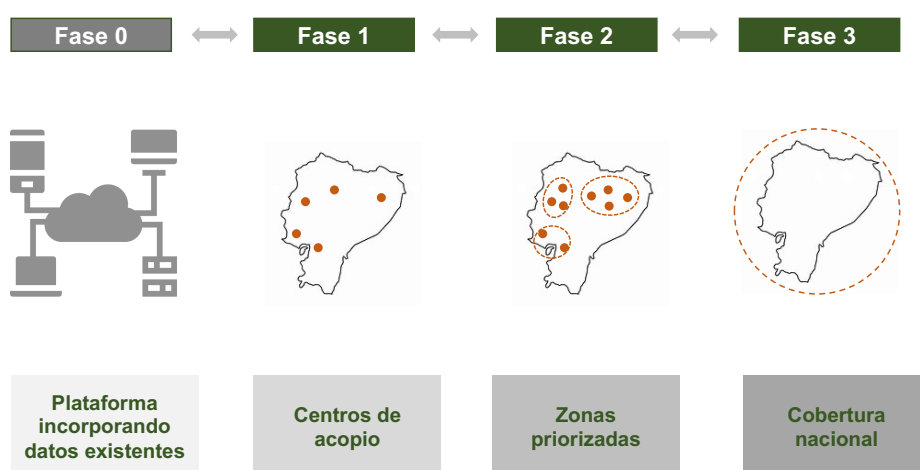 Fase 0
Fase 1
Fase 2
Fase 3
Plataforma
incorporando
datos existentes
Centros de
acopio
Zonas
priorizadas
Cobertura
nacional